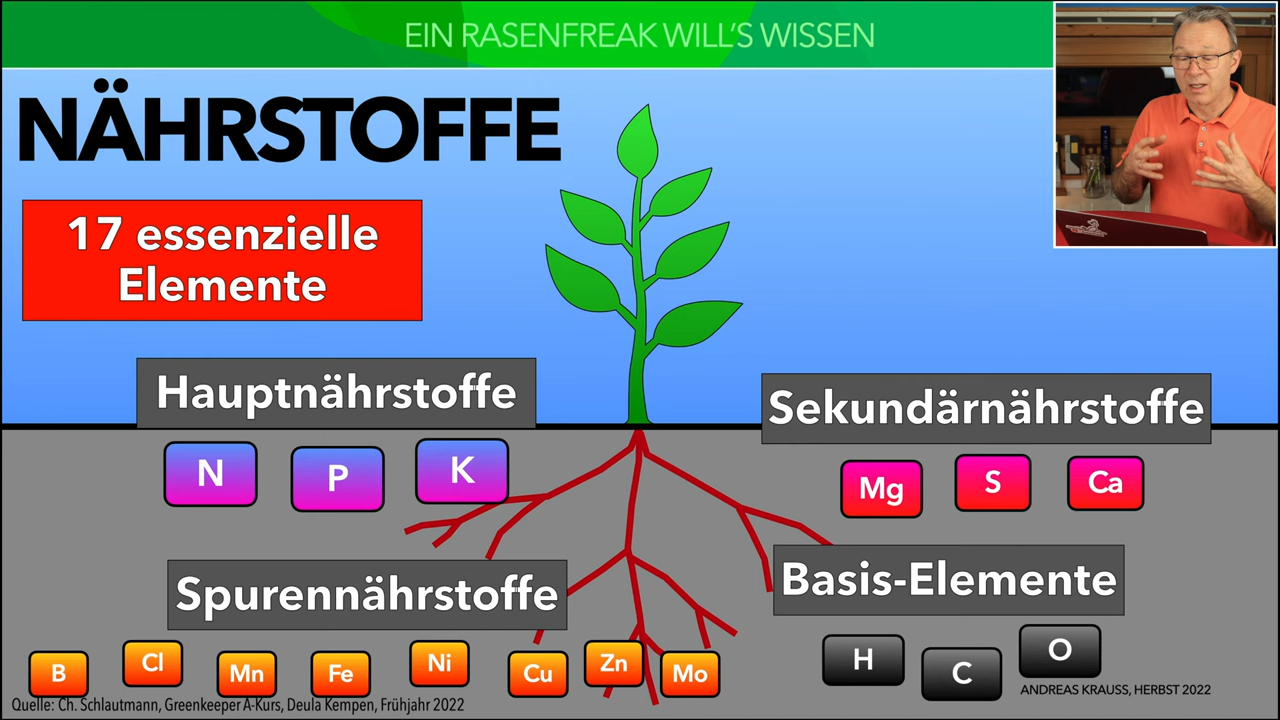 EIN RASENFREAK WILL'S WISSEN
NÄHRSTOFFE
17 essenzielle
Elemente
Hauptnährstoffe
N P K
Sekundärnährstoffe
Mg S Ca
Spurennährstoffe
B Cl Mn Fe Ni Cu Zn Mo
Basis-Elemente
H C O
ANDREAS KRAUSS, HERBST 2022
Quelle: Ch. Schlautmann, Greenkeeper A-Kurs, Deula Kempen, Frühjahr 2022